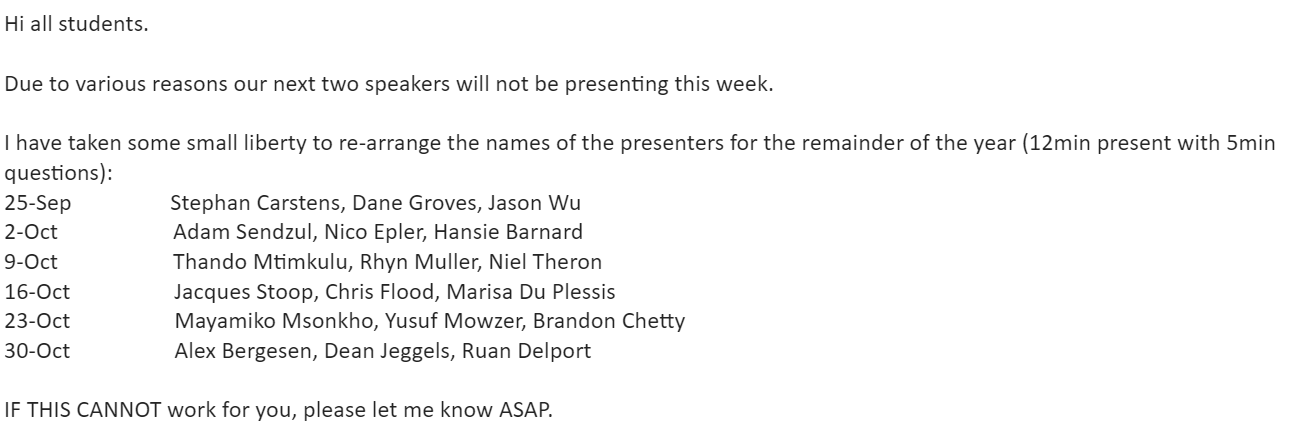 Hi all students.
Due to various reasons our next two speakers will not be presenting this week.
I have taken some small liberty to re-arrange the names of the presenters for the remainder of the year (12min present with 5min
questions):
25-Sep Stephan Carstens, Dane Groves, Jason Wu
2-Oct Adam Sendzul, Nico Epler, Hansie Barnard
9-Oct Thando Mtimkulu, Rhyn Muller, Niel Theron
16-Oct Jacques Stoop, Chris Flood, Marisa Du Plessis
23-Oct Mayamiko Msonkho, Yusuf Mowzer, Brandon Chetty
30-Oct Alex Bergesen, Dean Jeggels, Ruan Delport
IF THIS CANNOT work for you, please let me know ASAP.